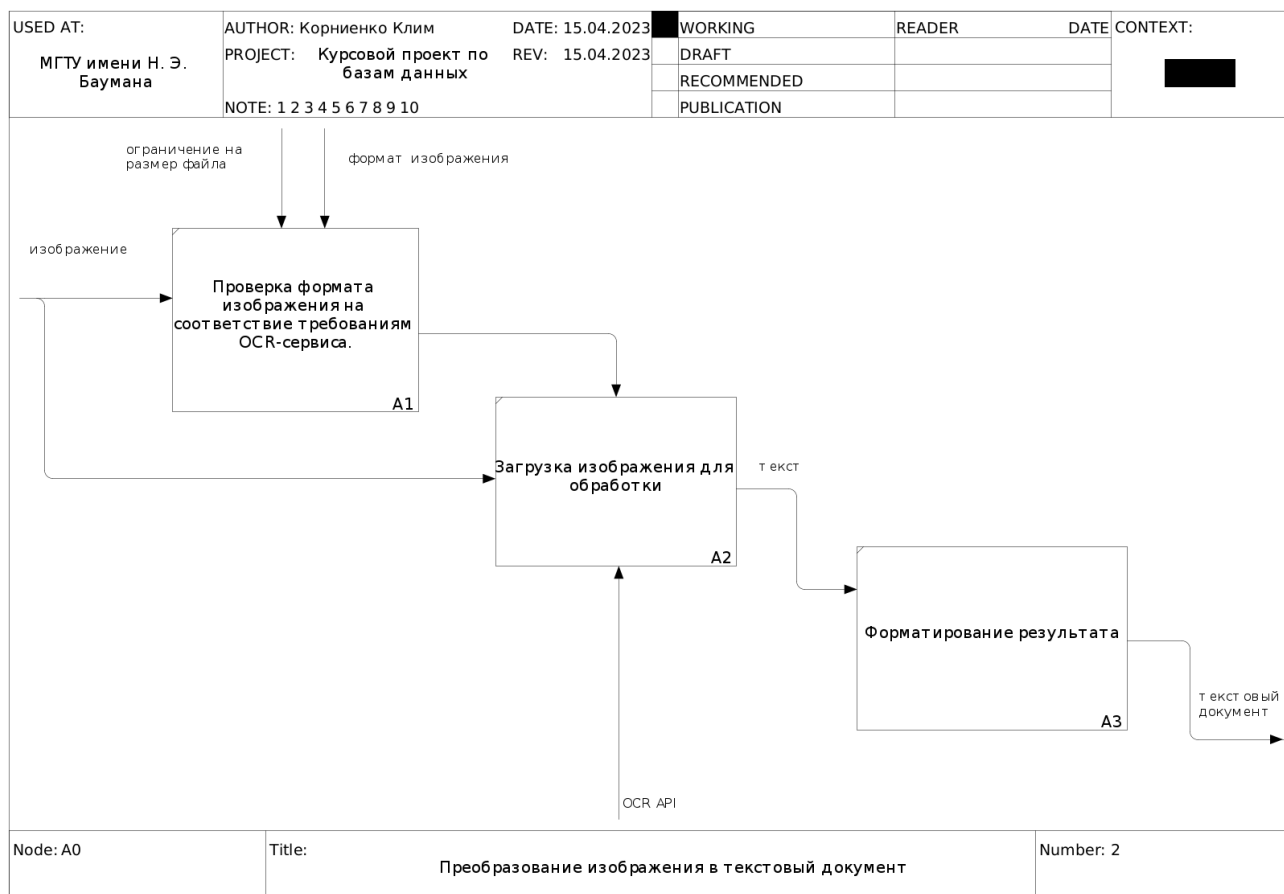 USED AT:
МГТУ имени Н. Э.
Баумана
AUTHOR: Корниенко Клим
DATE: 15.04.2023
PROJECT: Курсовой проект по
базам данных
REV: 15.04.2023
NOTE: 1 2 3 4 5 6 7 8 9 10
WORKING
DRAFT
RECOMMENDED
PUBLICATION
READER
DATE
CONTEXT:
ограничение на
размер файла
формат изображения
изображение
Проверка формата
изображения на
соответствие требованиям
OCR-сервиса.
A1
Загрузка изображения для
обработки
A2
текст
Форматирование результата
A3
текстовый
документ
OCR API
Node: A0
Title:
Преобразование изображения в текстовый документ
Number: 2